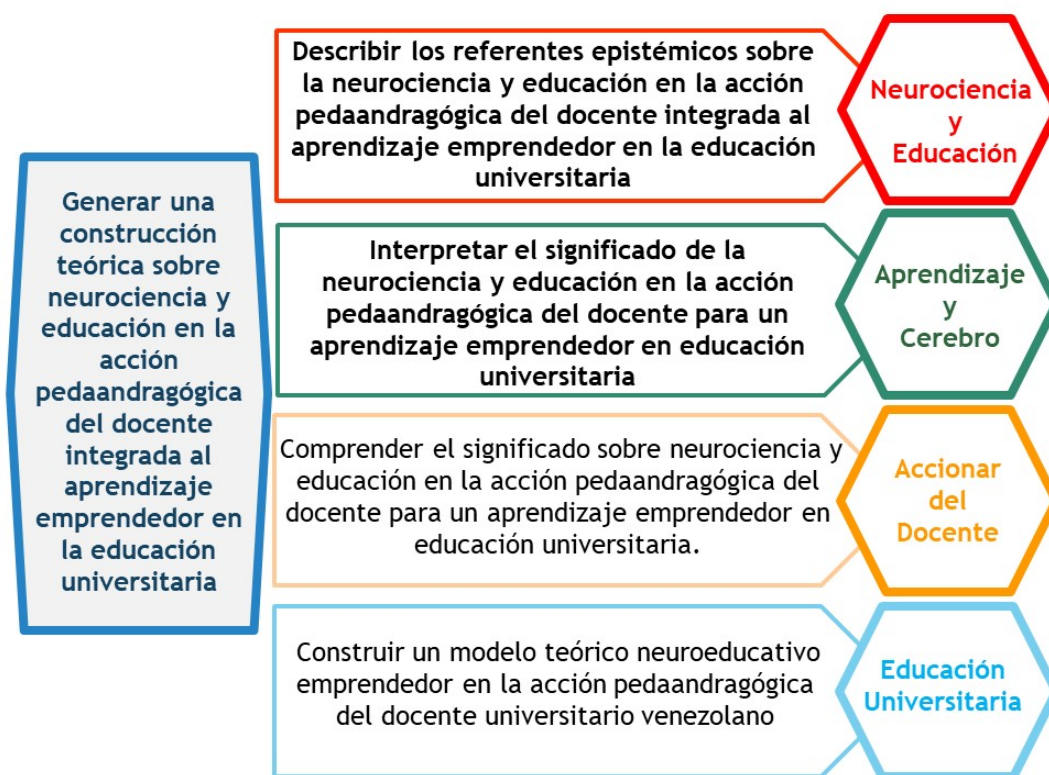 Generar una
construcción
teórica sobre
neurociencia y
educación en la
acción
pedaandragógica
del docente
integrada al
aprendizaje
emprendedor en
la educación
universitaria
Describir los referentes epistémicos sobre
la neurociencia y educación en la acción
pedaandragógica del docente integrada al
aprendizaje emprendedor en la educación
universitaria
Neurociencia
y
Educación
Interpretar el significado de la
neurociencia y educación en la acción
pedaandragógica del docente para un
aprendizaje emprendedor en educación
universitaria
Aprendizaje
y
Cerebro
Comprender el significado sobre neurociencia y
educación en la acción pedaandragógica del
docente para un aprendizaje emprendedor en
educación universitaria.
Accionar
del
Docente
Construir un modelo teórico neuroeducativo
emprendedor en la acción pedaandragógica
del docente universitario venezolano
Educación
Universitaria